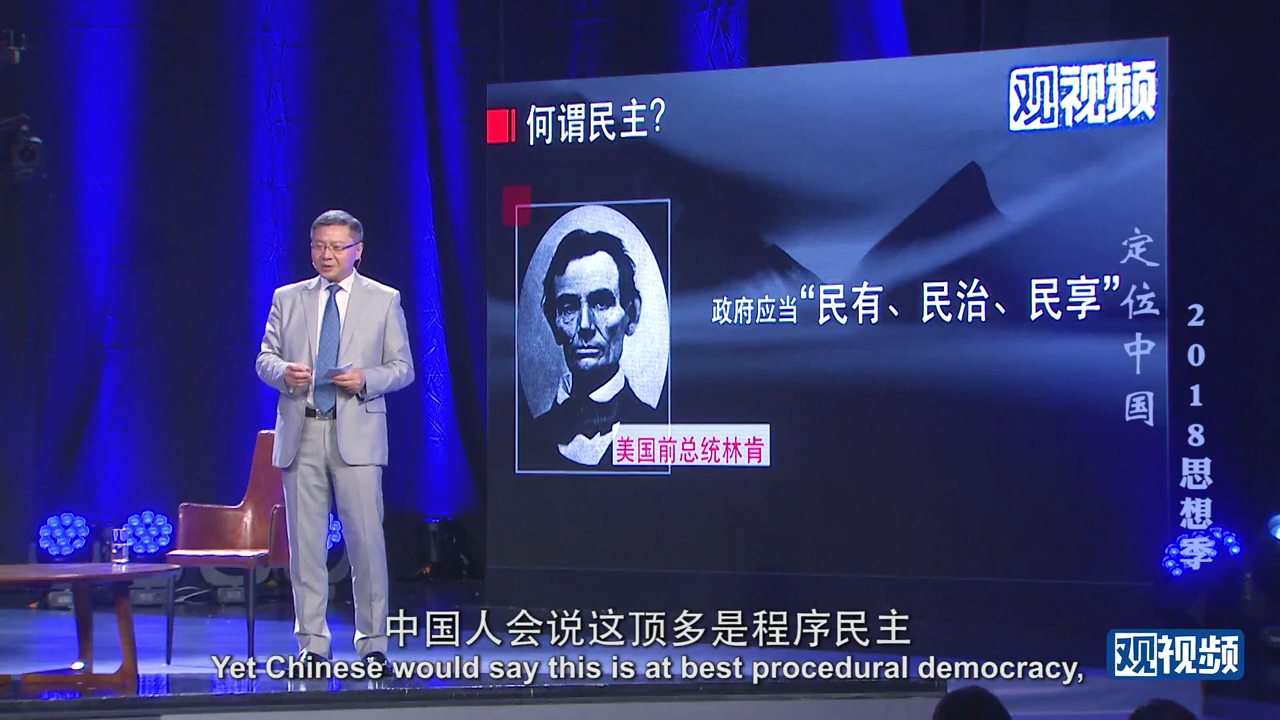 何谓民主?
观视频
政府应当“民有、民治、民享”
美国前总统林肯
定位中国
2018思想季
中国人会说这顶多是程序民主
Yet Chinese would say this is at best procedural democracy,
观视频